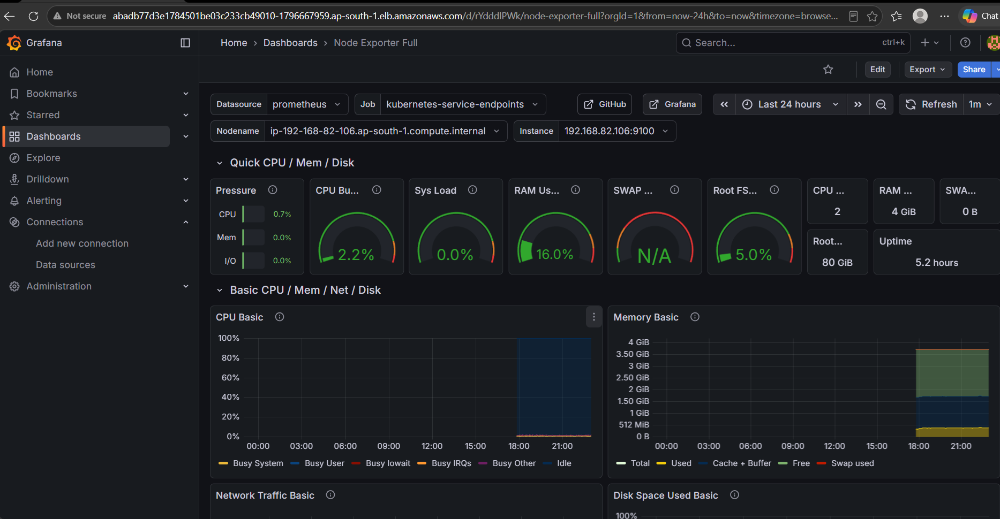 Not secure abadb77d3e1784501be03c233cb49010-1796667959.ap-south-1.elb.amazonaws.com/d/rYdddlPWk/node-exporter-full?orgId=1&from=now-24h&to=now&timezone=browse... Chat
Grafana
Home › Dashboards › Node Exporter Full
Search... ctrl+k
Home
Bookmarks
Starred
Dashboards
Explore
Drilldown
Alerting
Connections
Add new connection
Data sources
Administration
Edit Export Share
Datasource prometheus Job kubernetes-service-endpoints GitHub Grafana Last 24 hours Refresh 1m
Nodename ip-192-168-82-106.ap-south-1.compute.internal Instance 192.168.82.106:9100
Quick CPU / Mem / Disk
Pressure
CPU 0.7%
Mem 0.0%
I/O 0.0%
CPU Bu...
2.2%
Sys Load
0.0%
RAM Us...
16.0%
SWAP ...
N/A
Root FS...
5.0%
CPU ...
2
RAM ...
4 GiB
SWA...
0 B
Root...
80 GiB
Uptime
5.2 hours
Basic CPU / Mem / Net / Disk
CPU Basic
100%
80%
60%
40%
20%
0%
00:00 03:00 06:00 09:00 12:00 15:00 18:00 21:00
Busy System Busy User Busy Iowait Busy IRQs Busy Other Idle
Memory Basic
4 GiB
3.50 GiB
3 GiB
2.50 GiB
2 GiB
1.50 GiB
1 GiB
512 MiB
0 B
00:00 03:00 06:00 09:00 12:00 15:00 18:00 21:00
Total Used Cache + Buffer Free Swap used
Network Traffic Basic
Disk Space Used Basic
100%